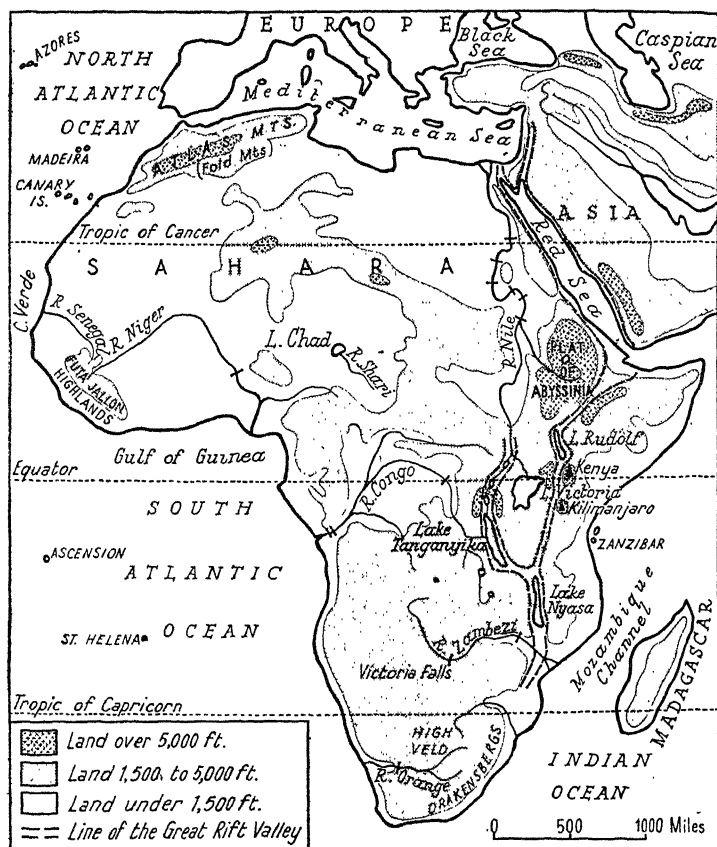 EUROPE
AZORES
NORTH
ATLANTIC
OCEAN
Black
Sea
Caspian
Sea
Mediterranean Sea
MADEIRA
CANARY
IS.
ATLAS MTS.
(Fold Mts)
ASIA
Tropic of Cancer
Red Sea
SAHARA
C. Verde
R. Senegal
R. Niger
L. Chad
R. Shari
R. Nile
PLAT
OF
ABYSSINIA
FUTA JALLON
HIGHLANDS
L. Rudolf
Gulf of Guinea
Equator
Kenya
L. Victoria
Kilimanjaro
R. Congo
SOUTH
ATLANTIC
OCEAN
Lake
Tanganyika
ZANZIBAR
ASCENSION
Lake
Nyasa
Mozambique
Channel
MADAGASCAR
ST. HELENA
R. Zambezi
Victoria Falls
Tropic of Capricorn
HIGH
VELD
R. Orange
DRAKENSBERGS
INDIAN
OCEAN
Land over 5,000 ft.
Land 1,500 to 5,000 ft.
Land under 1,500 ft.
Line of the Great Rift Valley
0 500 1000 Miles